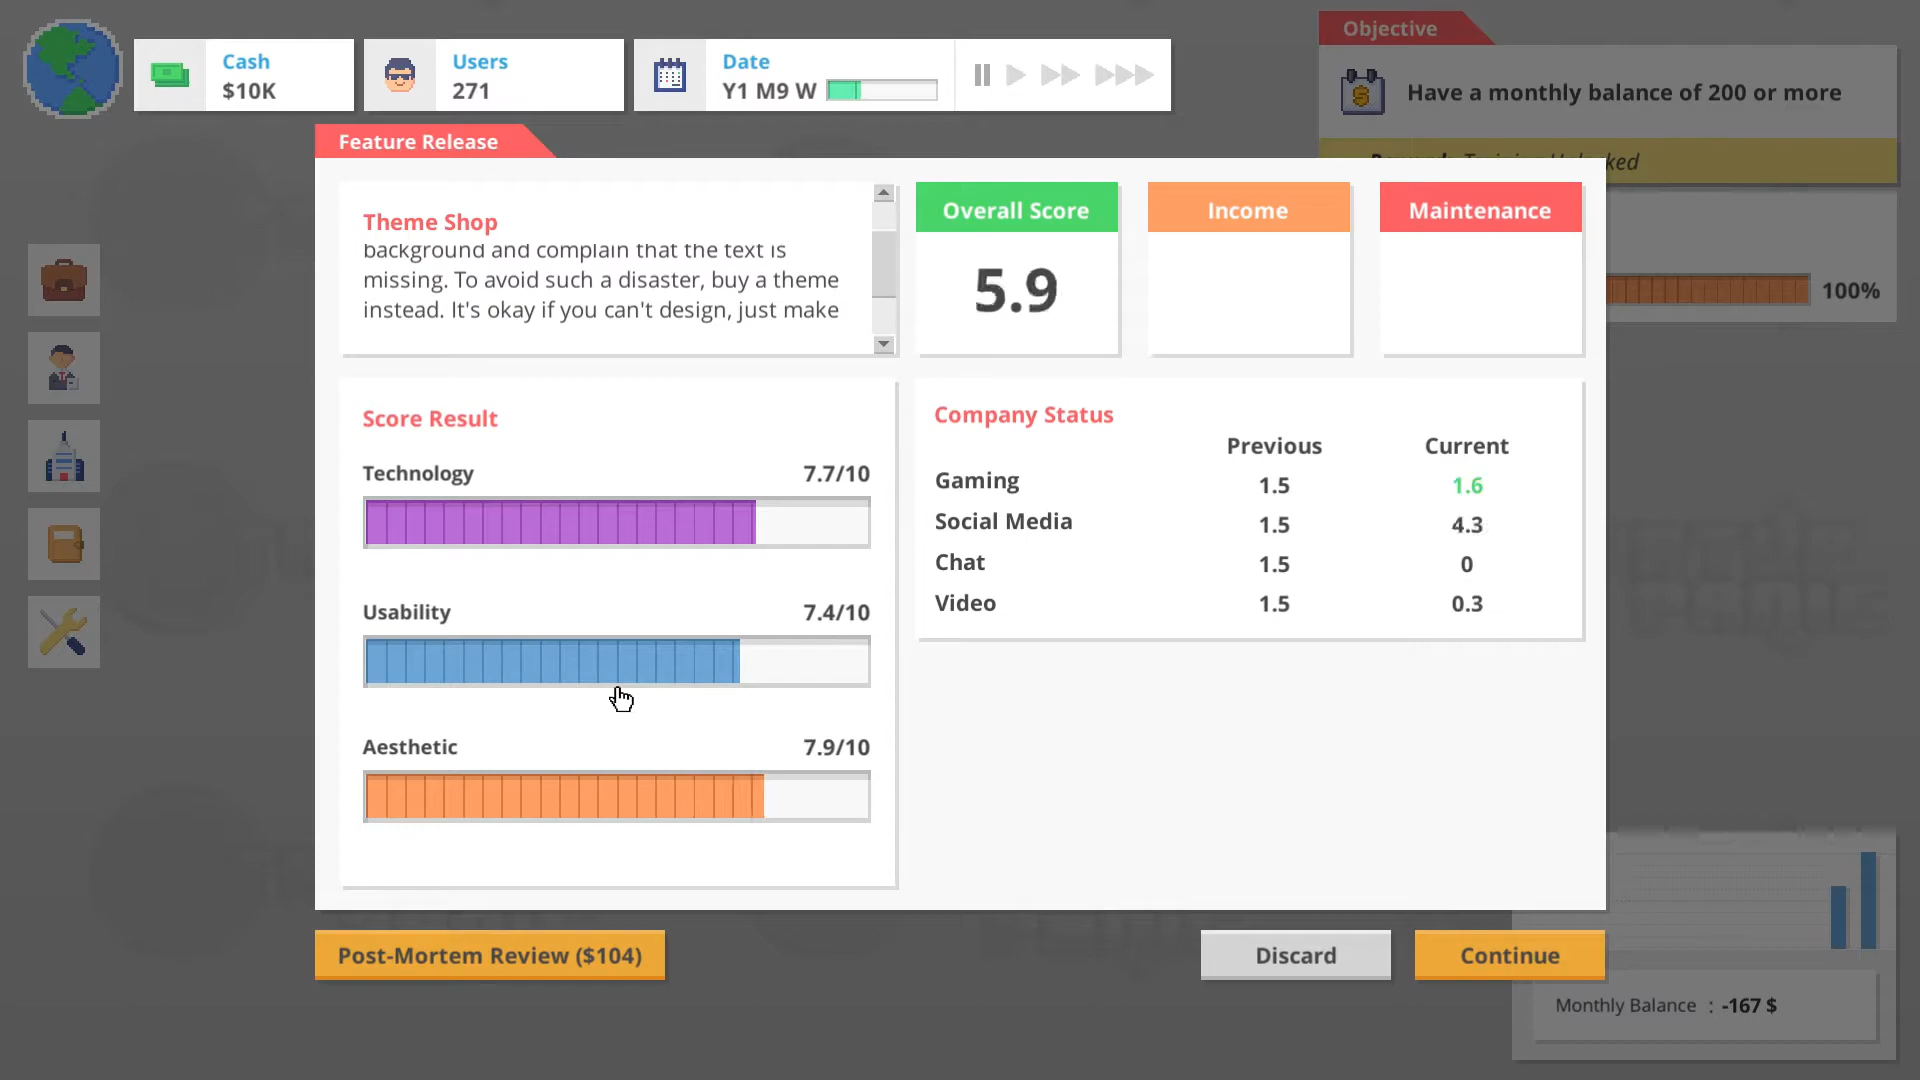 Objective
Cash
$10K
Users
271
Date
Y1 M9 W
Have a monthly balance of 200 or more
Feature Release
Theme Shop
background and complain that the text is
missing. To avoid such a disaster, buy a theme
instead. It's okay if you can't design, just make
Overall Score
5.9
Income
Maintenance
100%
Score Result
Technology 7.7/10
Usability 7.4/10
Aesthetic 7.9/10
Company Status
Previous Current
Gaming 1.5 1.6
Social Media 1.5 4.3
Chat 1.5 0
Video 1.5 0.3
Post-Mortem Review ($104)
Discard
Continue
Monthly Balance : -167 $